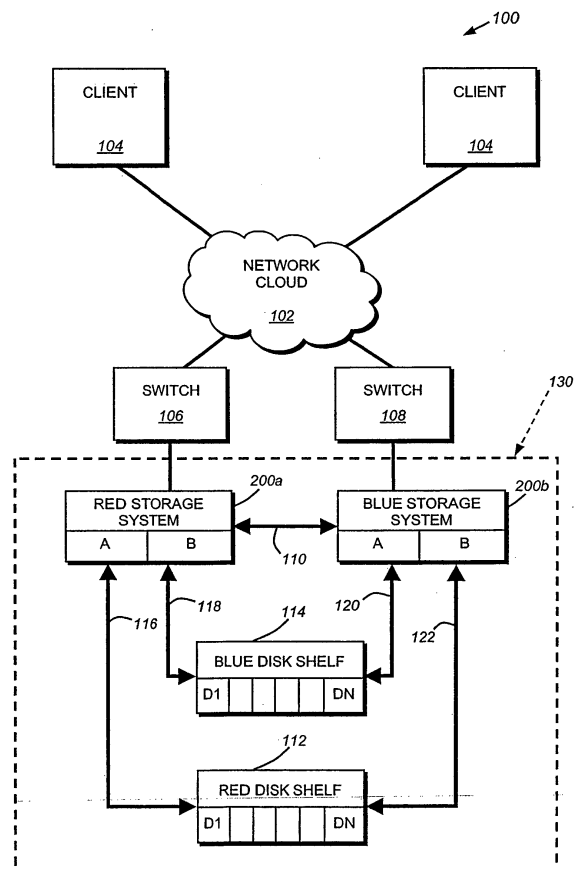 100
CLIENT
104
CLIENT
104
NETWORK
CLOUD
102
SWITCH
106
SWITCH
108
130
200a
200b
RED STORAGE
SYSTEM
A
B
BLUE STORAGE
SYSTEM
A
B
110
116
118
120
122
114
BLUE DISK SHELF
D1
DN
112
RED DISK SHELF
D1
DN